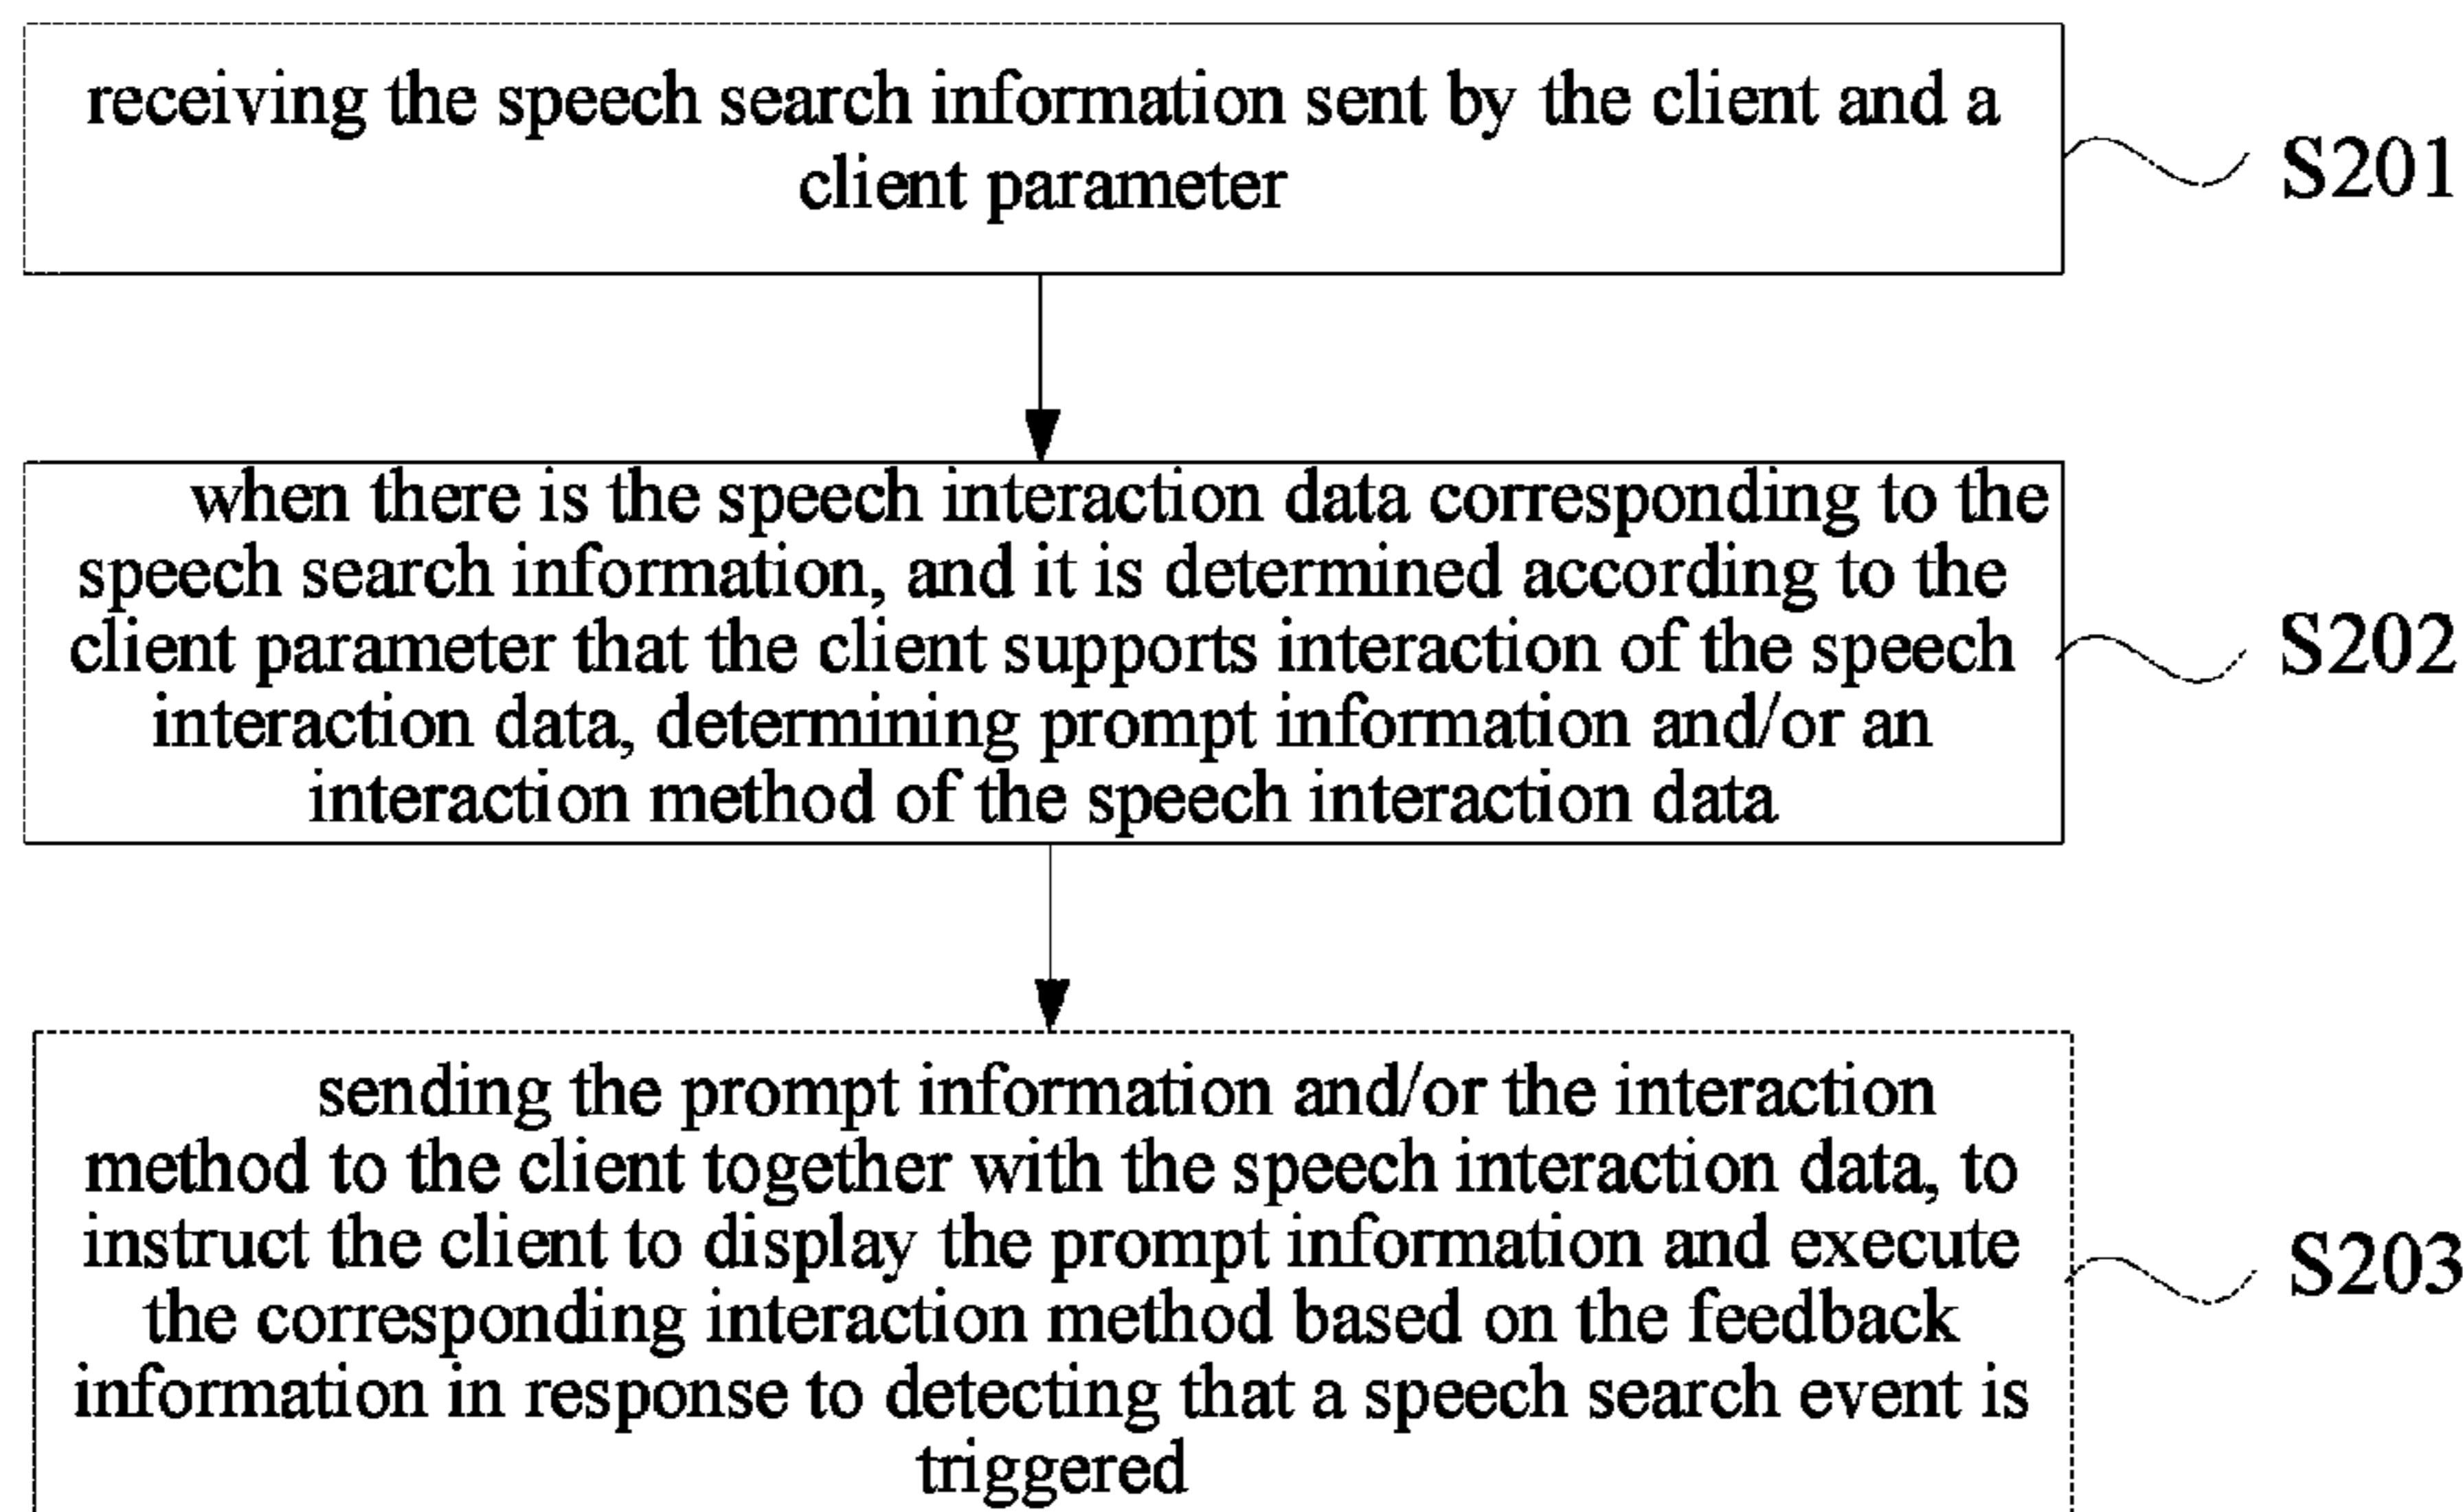 receiving the speech search information sent by the client and a
client parameter
S201
when there is the speech interaction data corresponding to the
speech search information, and it is determined according to the
client parameter that the client supports interaction of the speech
interaction data, determining prompt information and/or an
interaction method of the speech interaction data
S202
sending the prompt information and/or the interaction
method to the client together with the speech interaction data, to
instruct the client to display the prompt information and execute
the corresponding interaction method based on the feedback
information in response to detecting that a speech search event is
triggered
S203